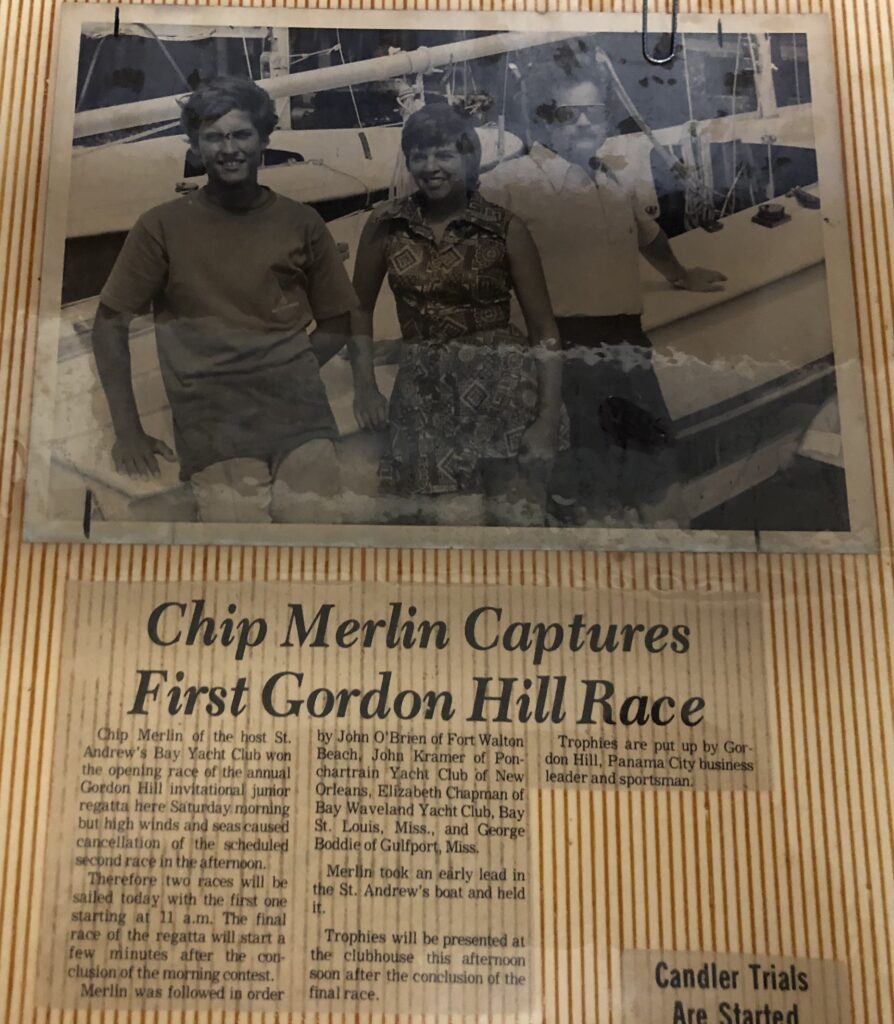 Chip Merlin Captures
First Gordon Hill Race
Chip Merlin of the host St.
Andrew's Bay Yacht Club won
the opening race of the annual
Gordon Hill invitational junior
regatta here Saturday morning
but high winds and seas caused
cancellation of the scheduled
second race in the afternoon.
Therefore two races will be
sailed today with the first one
starting at 11 a.m. The final
race of the regatta will start a
few minutes after the con-
clusion of the morning contest.
Merlin was followed in order
by John O'Brien of Fort Walton
Beach, John Kramer of Pon-
chartrain Yacht Club of New
Orleans, Elizabeth Chapman of
Bay Waveland Yacht Club, Bay
St. Louis, Miss., and George
Boddie of Gulfport, Miss.
Merlin took an early lead in
the St. Andrew's boat and held
it.
Trophies will be presented at
the clubhouse this afternoon
soon after the conclusion of the
final race.
Trophies are put up by Gor-
don Hill, Panama City business
leader and sportsman.
Candler Trials
Are Started